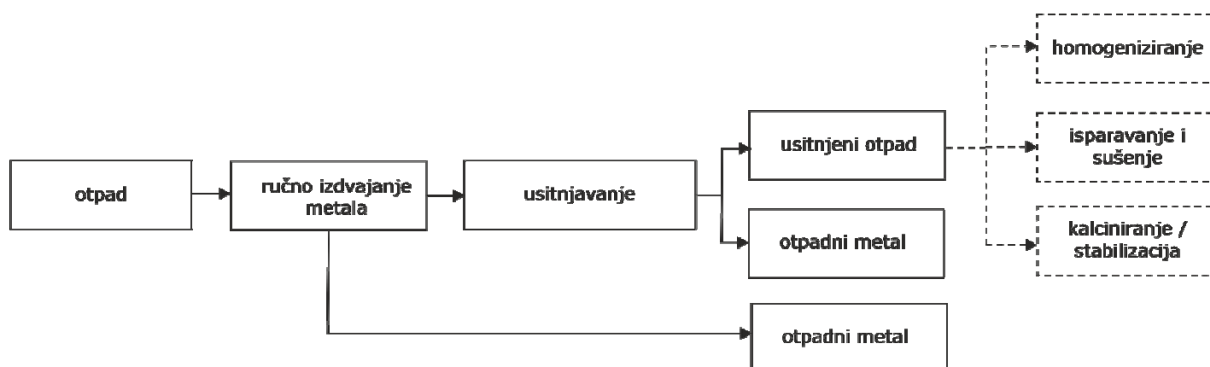 otpad
ručno izdvajanje
metala
usitnjavanje
usitnjeni otpad
otpadni metal
otpadni metal
homogeniziranje
isparavanje i
sušenje
kalciniranje /
stabilizacija